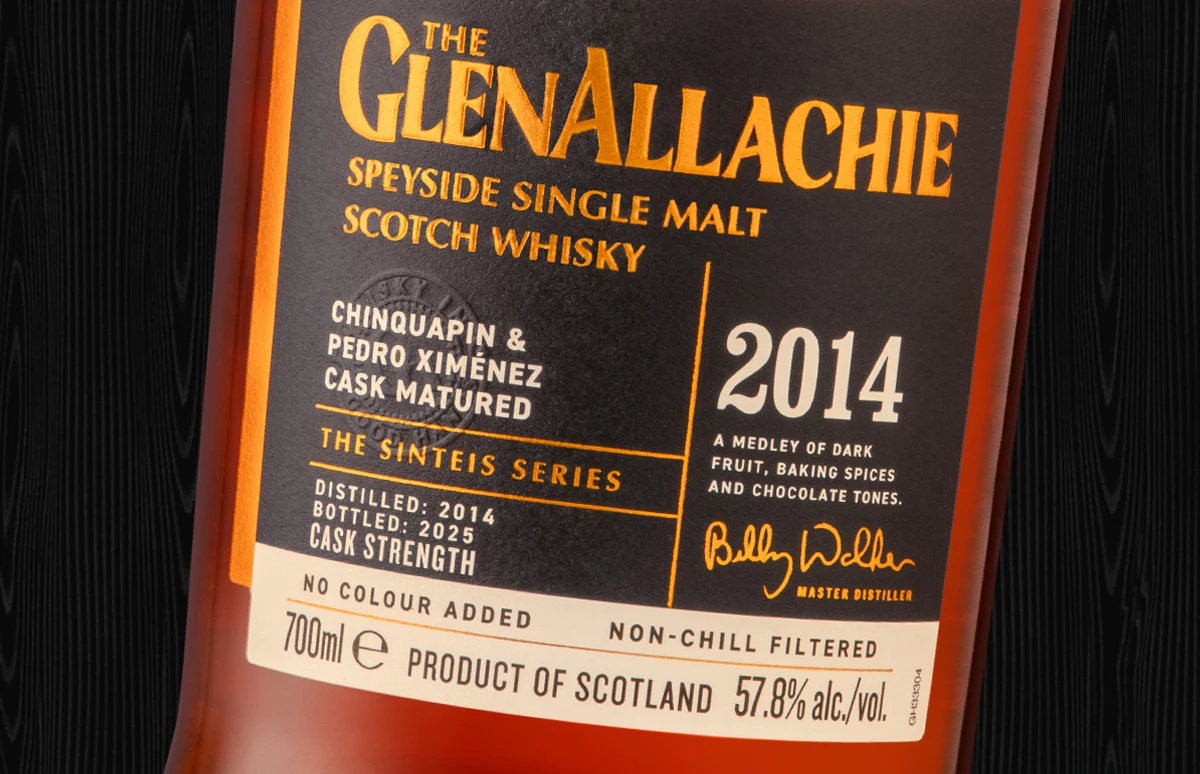 THE
GLENALLACHIE
SPEYSIDE SINGLE MALT
SCOTCH WHISKY
CHINQUAPIN &
PEDRO XIMÉNEZ
CASK MATURED
THE SINTEIS SERIES
DISTILLED: 2014
BOTTLED: 2025
CASK STRENGTH
2014
A MEDLEY OF DARK
FRUIT, BAKING SPICES
AND CHOCOLATE TONES.
Billy Walker
MASTER DISTILLER
NO COLOUR ADDED
NON-CHILL FILTERED
700ml ℮ PRODUCT OF SCOTLAND 57.8% alc./vol.
GH33304